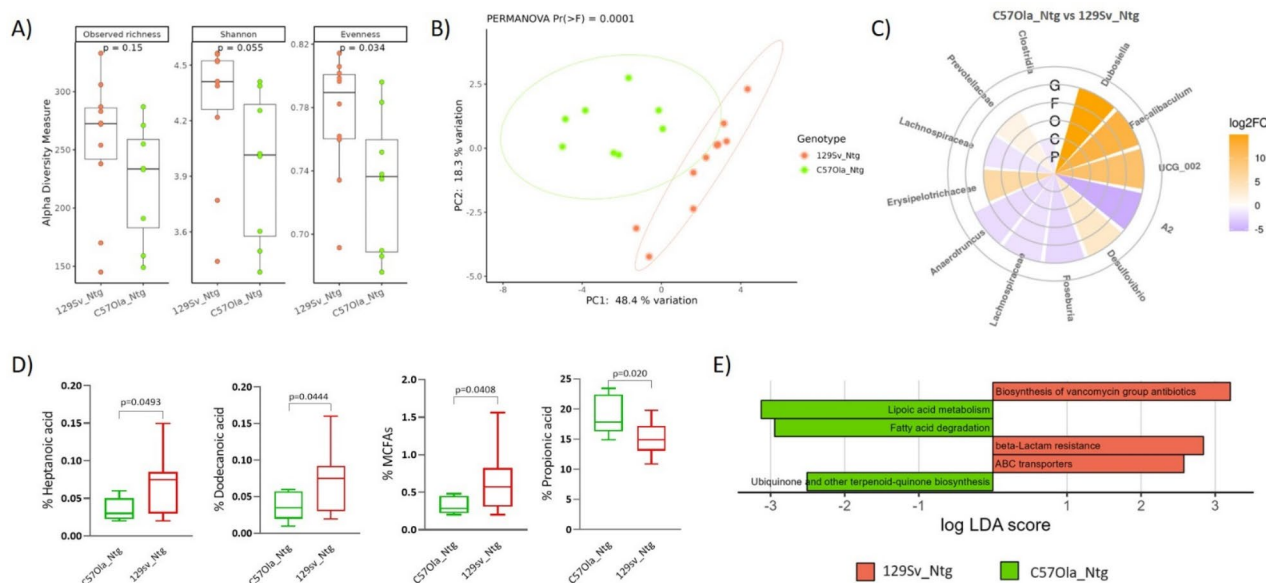 A)
Observed richness
Shannon
Evenness
p = 0.15
p = 0.055
p = 0.034
Alpha Diversity Measure
300
250
200
150
4.5
4.2
3.9
3.6
0.82
0.78
0.74
0.70
129Sv_Ntg
C57Ola_Ntg
129Sv_Ntg
C57Ola_Ntg
129Sv_Ntg
C57Ola_Ntg
B)
PERMANOVA Pr(>F) = 0.0001
PC2: 18.3 % variation
2.5
0.0
-2.5
-5.0
-8
-4
0
4
PC1: 48.4 % variation
Genotype
129Sv_Ntg
C57Ola_Ntg
C)
C57Ola_Ntg vs 129Sv_Ntg
Clostridia
Dubosiella
Prevotellaceae
Faecalibaculum
Lachnospiraceae
UCG_002
Erysipelotrichaceae
A2
Anaerotruncus
Desulfovibrio
Lachnospiraceae
Roseburia
G
F
O
C
P
log2FC
10
5
0
-5
D)
% Heptanoic acid
0.20
0.15
0.10
0.05
0.00
p=0.0493
C57Ola_Ntg
129Sv_Ntg
% Dodecanoic acid
0.20
0.15
0.10
0.05
0.00
p=0.0444
C57Ola_Ntg
129Sv_Ntg
% MCFAs
2.0
1.5
1.0
0.5
0.0
p=0.0408
C57Ola_Ntg
129sv_Ntg
% Propionic acid
25
20
15
10
5
0
p=0.020
C57Ola_Ntg
129Sv_Ntg
E)
Biosynthesis of vancomycin group antibiotics
Lipoic acid metabolism
Fatty acid degradation
beta-Lactam resistance
ABC transporters
Ubiquinone and other terpenoid-quinone biosynthesis
-3
-2
-1
0
1
2
3
log LDA score
129Sv_Ntg
C57Ola_Ntg